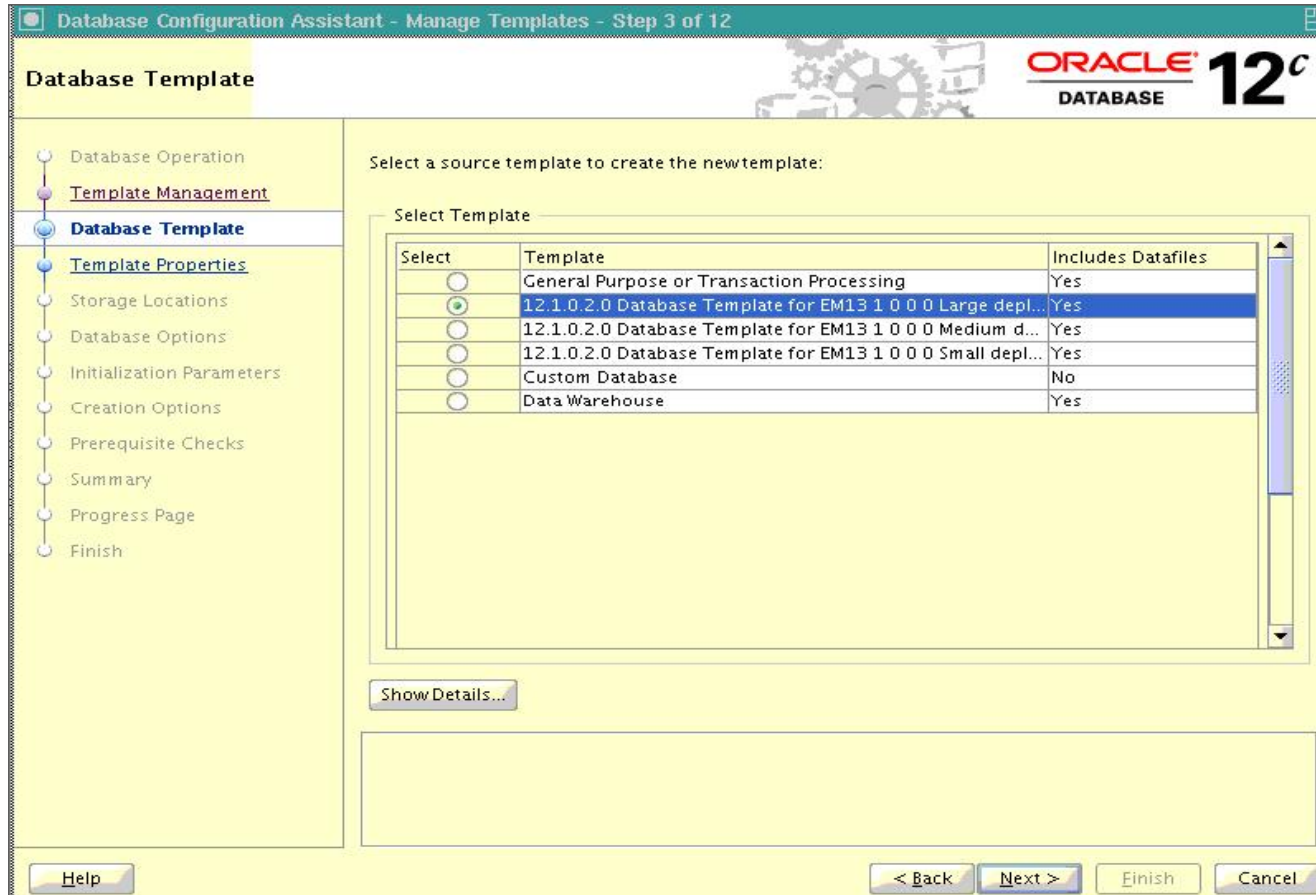 Database Configuration Assistant - Manage Templates - Step 3 of 12
Database Template
ORACLE DATABASE 12c
Database Operation
Template Management
Database Template
Template Properties
Storage Locations
Database Options
Initialization Parameters
Creation Options
Prerequisite Checks
Summary
Progress Page
Finish
Select a source template to create the new template:
Select Template
Select Template Includes Datafiles
General Purpose or Transaction Processing Yes
12.1.0.2.0 Database Template for EM13 1 0 0 0 Large depl... Yes
12.1.0.2.0 Database Template for EM13 1 0 0 0 Medium d... Yes
12.1.0.2.0 Database Template for EM13 1 0 0 0 Small depl... Yes
Custom Database No
Data Warehouse Yes
Show Details...
Help < Back Next > Finish Cancel